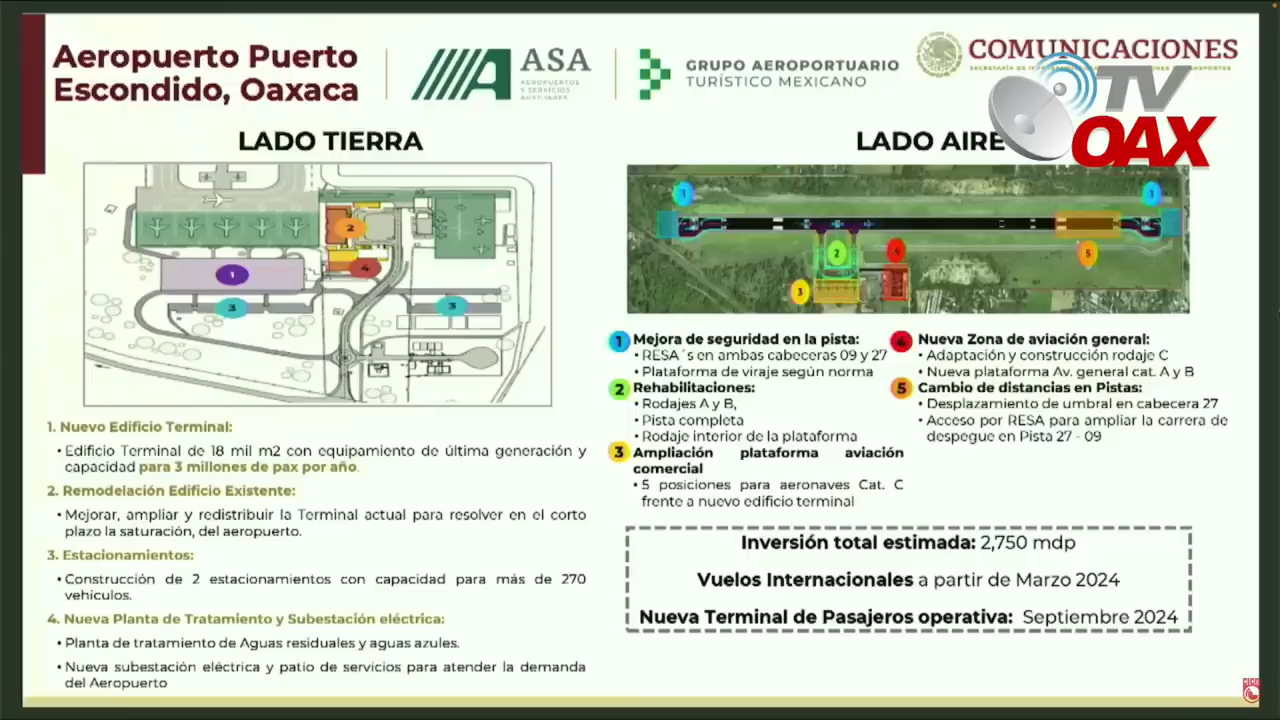 Aeropuerto Puerto
Escondido, Oaxaca
ASA
AEROPUERTOS
Y SERVICIOS
AUXILIARES
GRUPO AEROPORTUARIO
TURÍSTICO MEXICANO
COMUNICACIONES
TV
OAX
LADO TIERRA
1
2
3
3
4
1. Nuevo Edificio Terminal:
• Edificio Terminal de 18 mil m2 con equipamiento de última generación y
capacidad para 3 millones de pax por año.
2. Remodelación Edificio Existente:
• Mejorar, ampliar y redistribuir la Terminal actual para resolver en el corto
plazo la saturación, del aeropuerto.
3. Estacionamientos:
• Construcción de 2 estacionamientos con capacidad para más de 270
vehículos.
4. Nueva Planta de Tratamiento y Subestación eléctrica:
• Planta de tratamiento de Aguas residuales y aguas azules.
• Nueva subestación eléctrica y patio de servicios para atender la demanda
del Aeropuerto
LADO AIRE
1
1
2
3
4
5
1 Mejora de seguridad en la pista:
• RESA´s en ambas cabeceras 09 y 27
• Plataforma de viraje según norma
2 Rehabilitaciones:
• Rodajes A y B,
• Pista completa
• Rodaje interior de la plataforma
3 Ampliación plataforma aviación
comercial
• 5 posiciones para aeronaves Cat. C
frente a nuevo edificio terminal
4 Nueva Zona de aviación general:
• Adaptación y construcción rodaje C
• Nueva plataforma Av. general cat. A y B
5 Cambio de distancias en Pistas:
• Desplazamiento de umbral en cabecera 27
• Acceso por RESA para ampliar la carrera de
despegue en Pista 27 - 09
Inversión total estimada: 2,750 mdp
Vuelos Internacionales a partir de Marzo 2024
Nueva Terminal de Pasajeros operativa: Septiembre 2024